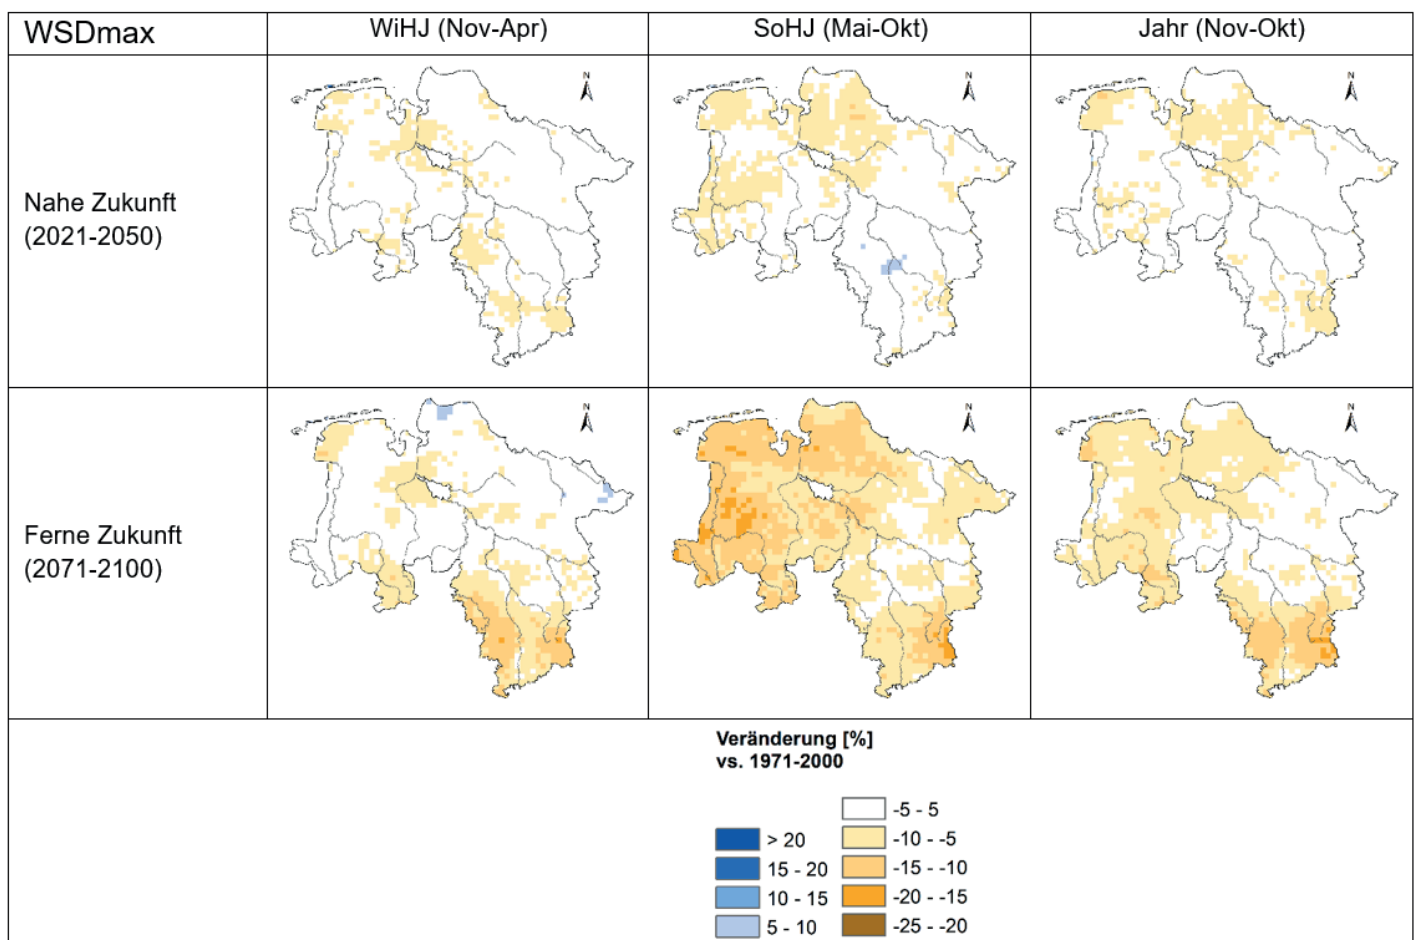 WSDmax
WiHJ (Nov-Apr)
SoHJ (Mai-Okt)
Jahr (Nov-Okt)
Nahe Zukunft
(2021-2050)
N
N
N
Ferne Zukunft
(2071-2100)
N
N
N
Veränderung [%]
vs. 1971-2000
> 20
15 - 20
10 - 15
5 - 10
-5 - 5
-10 - -5
-15 - -10
-20 - -15
-25 - -20